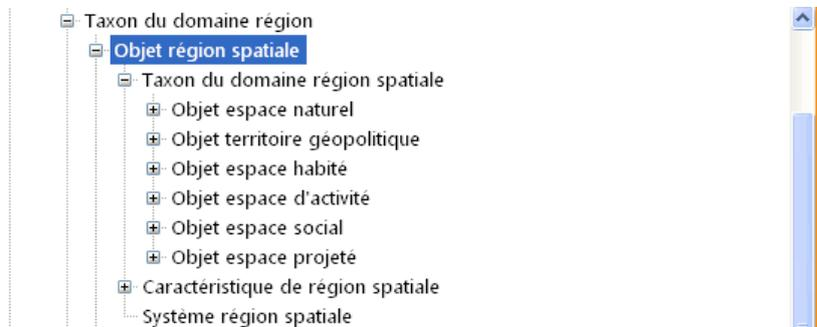 Taxon du domaine région
Objet région spatiale
Taxon du domaine région spatiale
Objet espace naturel
Objet territoire géopolitique
Objet espace habité
Objet espace d'activité
Objet espace social
Objet espace projeté
Caractéristique de région spatiale
Système région spatiale